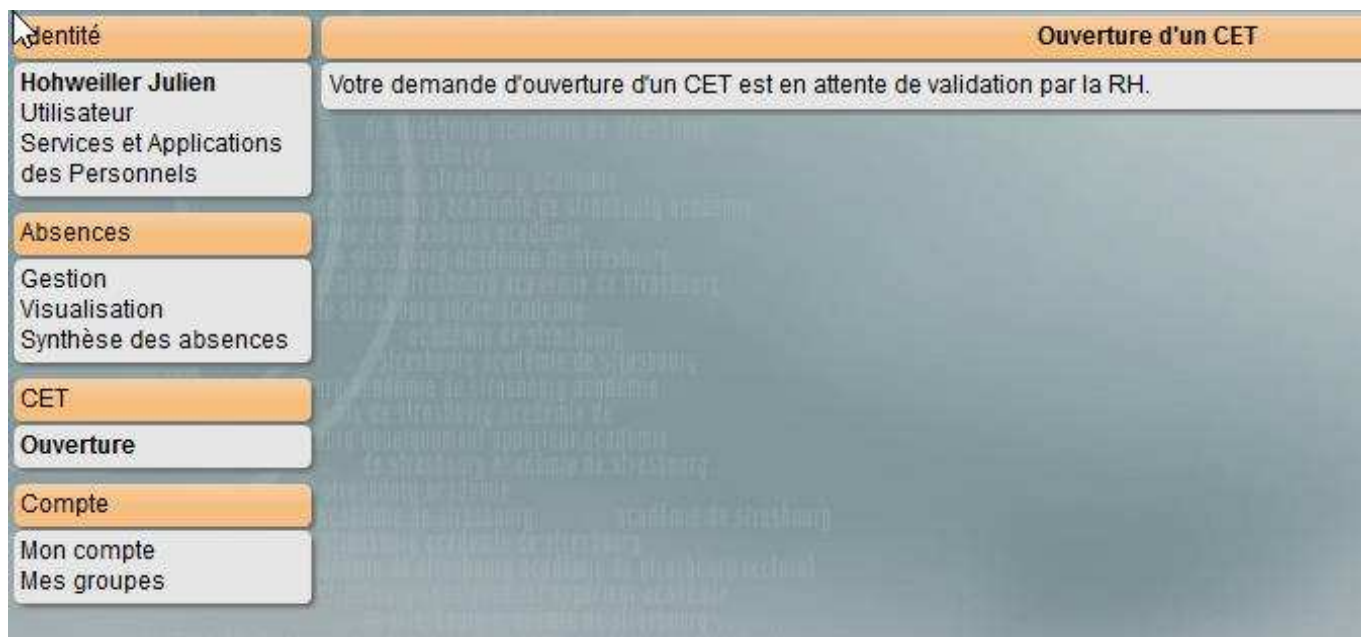 Identité
Ouverture d'un CET
Hohweiller Julien
Utilisateur
Services et Applications
des Personnels
Votre demande d'ouverture d'un CET est en attente de validation par la RH.
Absences
Gestion
Visualisation
Synthèse des absences
CET
Ouverture
Compte
Mon compte
Mes groupes